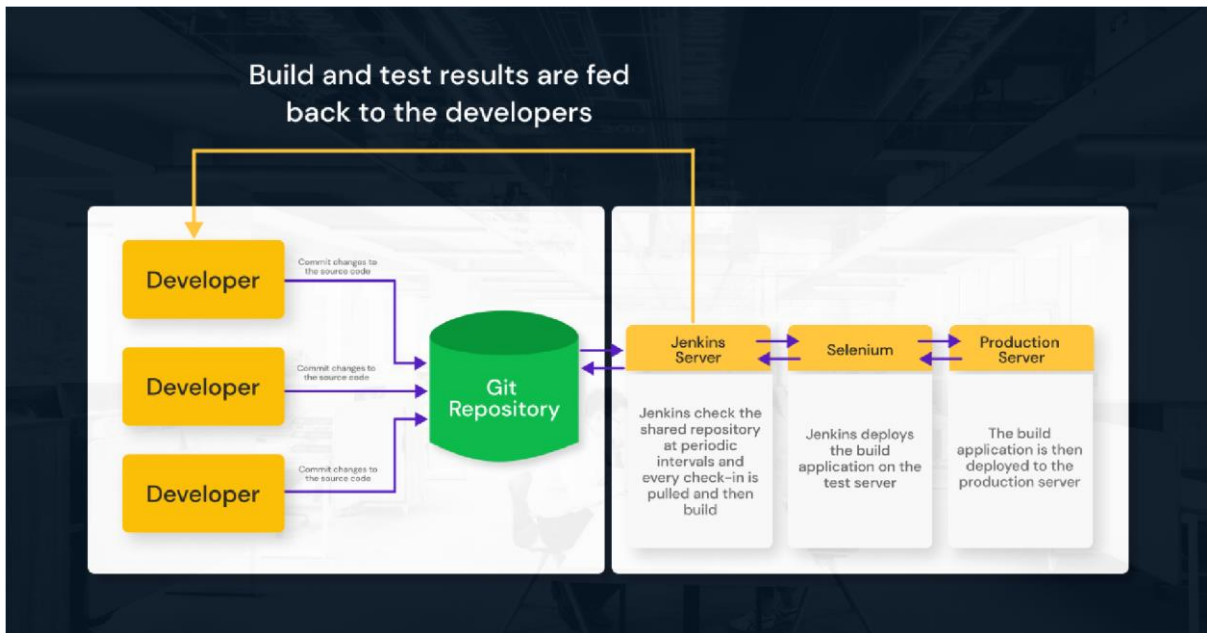 Build and test results are fed
back to the developers
Developer
Commit changes to
the source code
Developer
Commit changes to
the source code
Developer
Commit changes to
the source code
Git
Repository
Jenkins
Server
Jenkins check the
shared repository
at periodic
intervals and
every check-in is
pulled and then
build
Selenium
Jenkins deploys
the build
application on the
test server
Production
Server
The build
application is then
deployed to the
production server